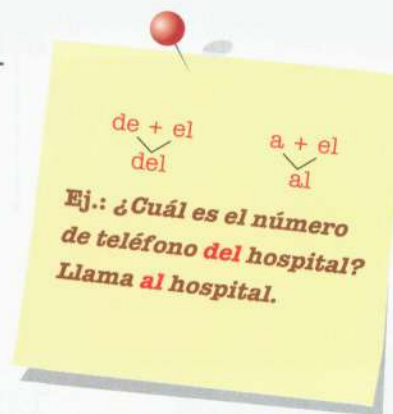 de + el
del
a + el
al
Ej.: ¿Cuál es el número
de teléfono del hospital?
Llama al hospital.